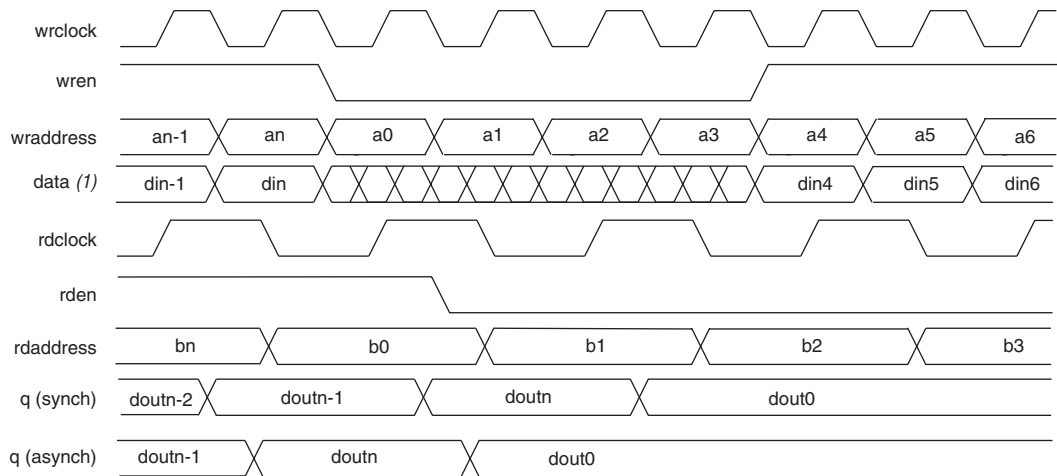 wrclock
wren
wraddress an-1 an a0 a1 a2 a3 a4 a5 a6
data (1) din-1 din din4 din5 din6
rdclock
rden
rdaddress bn b0 b1 b2 b3
q (synch) doutn-2 doutn-1 doutn dout0
q (asynch) doutn-1 doutn dout0